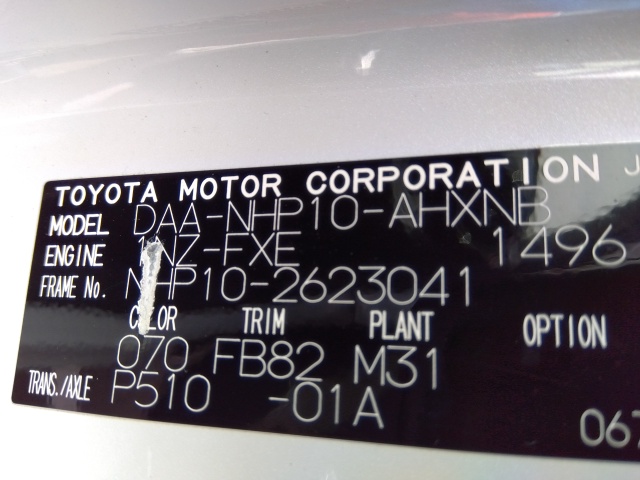 TOYOTA MOTOR CORPORATION J
MODEL DAA-NHP10-AHXNB
ENGINE 1NZ-FXE 1496
FRAME No. NHP10-2623041
COLOR TRIM PLANT OPTION
070 FB82 M31
TRANS./AXLE P510 -01A
067